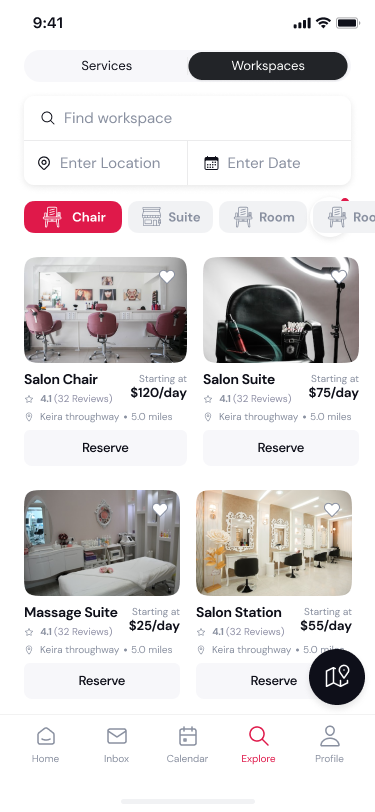 9:41
Services
Workspaces
Find workspace
Enter Location
Enter Date
Chair
Suite
Room
Roo
Salon Chair
Starting at
4.1 (32 Reviews)
$120/day
Keira throughway • 5.0 miles
Reserve
Salon Suite
Starting at
4.1 (32 Reviews)
$75/day
Keira throughway • 5.0 miles
Reserve
Massage Suite
Starting at
4.1 (32 Reviews)
$25/day
Keira throughway • 5.0 miles
Reserve
Salon Station
Starting at
4.1 (32 Reviews)
$55/day
Keira throughway • 5.0 miles
Reserve
Home
Inbox
Calendar
Explore
Profile